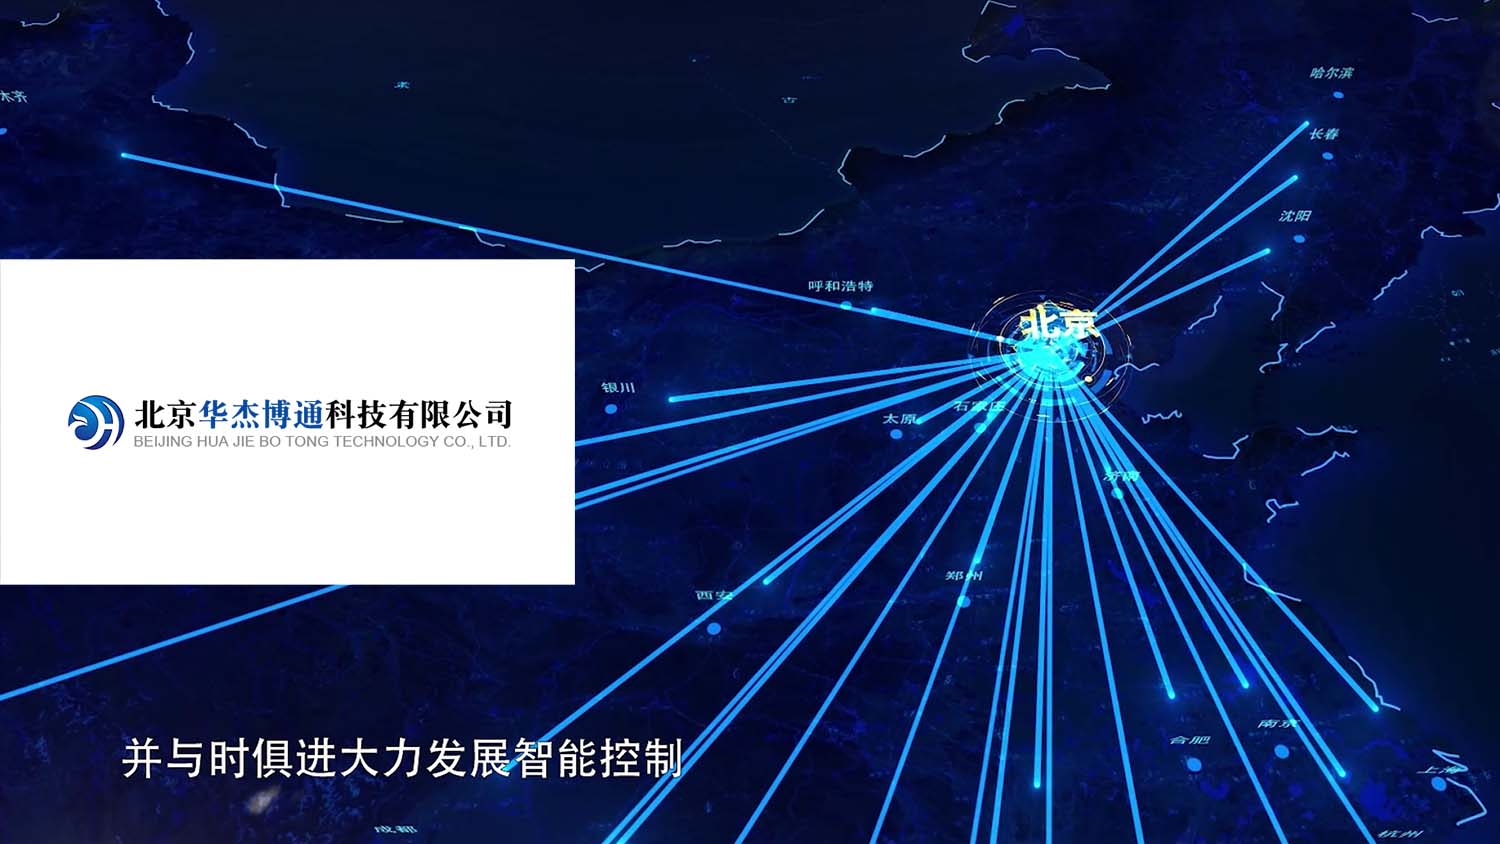 哈尔滨
木齐
长春
沈阳
呼和浩特
北京
银川
石家庄
太原
北京华杰博通科技有限公司
BEIJING HUA JIE BO TONG TECHNOLOGY CO., LTD.
济南
郑州
西安
南京
合肥
上海
并与时俱进大力发展智能控制
成都
杭州